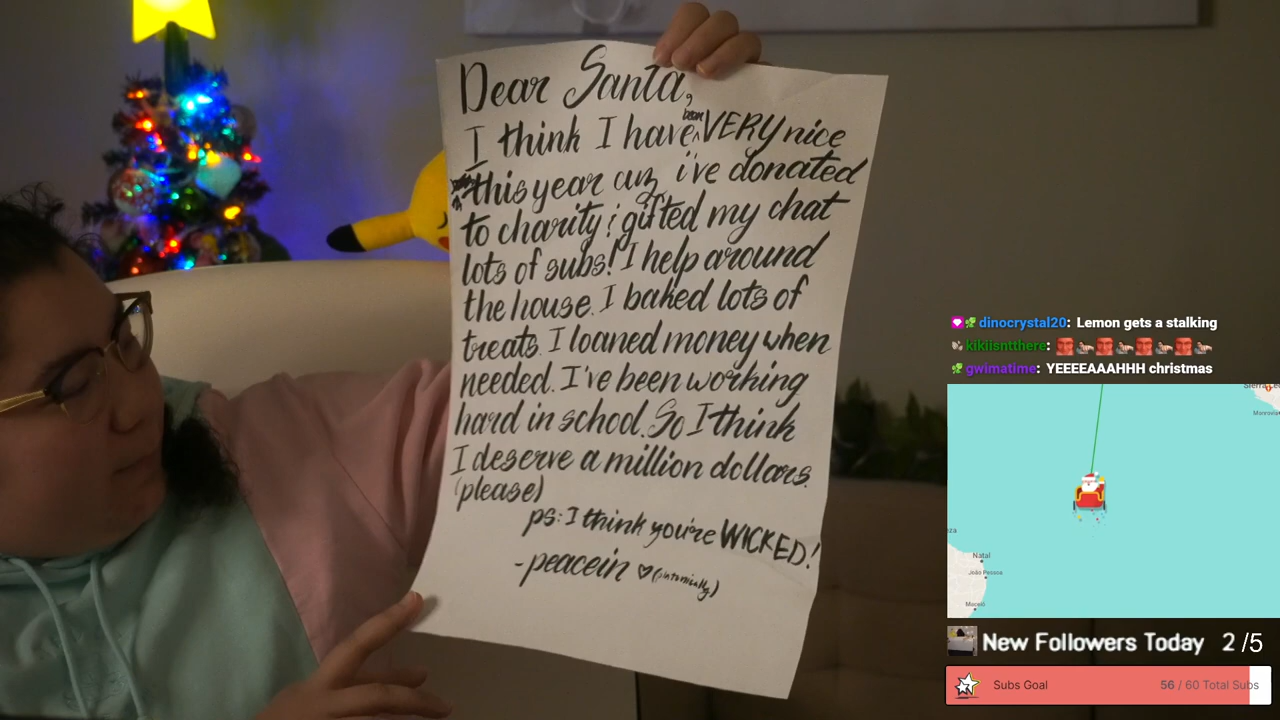 Dear Santa,
I think I have been VERY nice
this year cuz i've donated
to charity & gifted my chat
lots of subs! I help around
the house. I baked lots of
treats. I loaned money when
needed. I've been working
hard in school. So I think
I deserve a million dollars.
(please)
ps: I think you're WICKED!
-peacein ♡ (platonically)
dinocrystal20: Lemon gets a stalking
kikiisntthere:
gwimatime: YEEEEAAAHHH christmas
Monrovia
Natal
João Pessoa
Maceió
New Followers Today 2 /5
Subs Goal 56 / 60 Total Subs